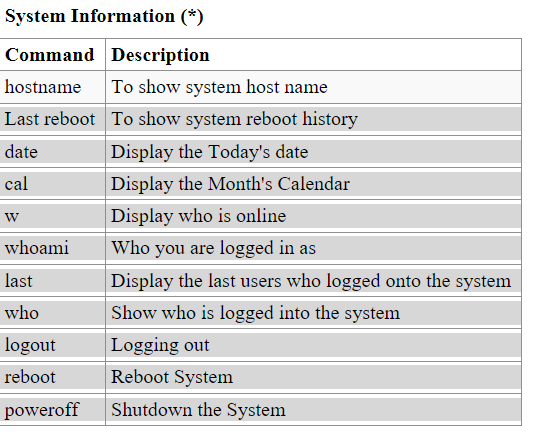 System Information (*)
Command Description
hostname To show system host name
Last reboot To show system reboot history
date Display the Today's date
cal Display the Month's Calendar
w Display who is online
whoami Who you are logged in as
last Display the last users who logged onto the system
who Show who is logged into the system
logout Logging out
reboot Reboot System
poweroff Shutdown the System